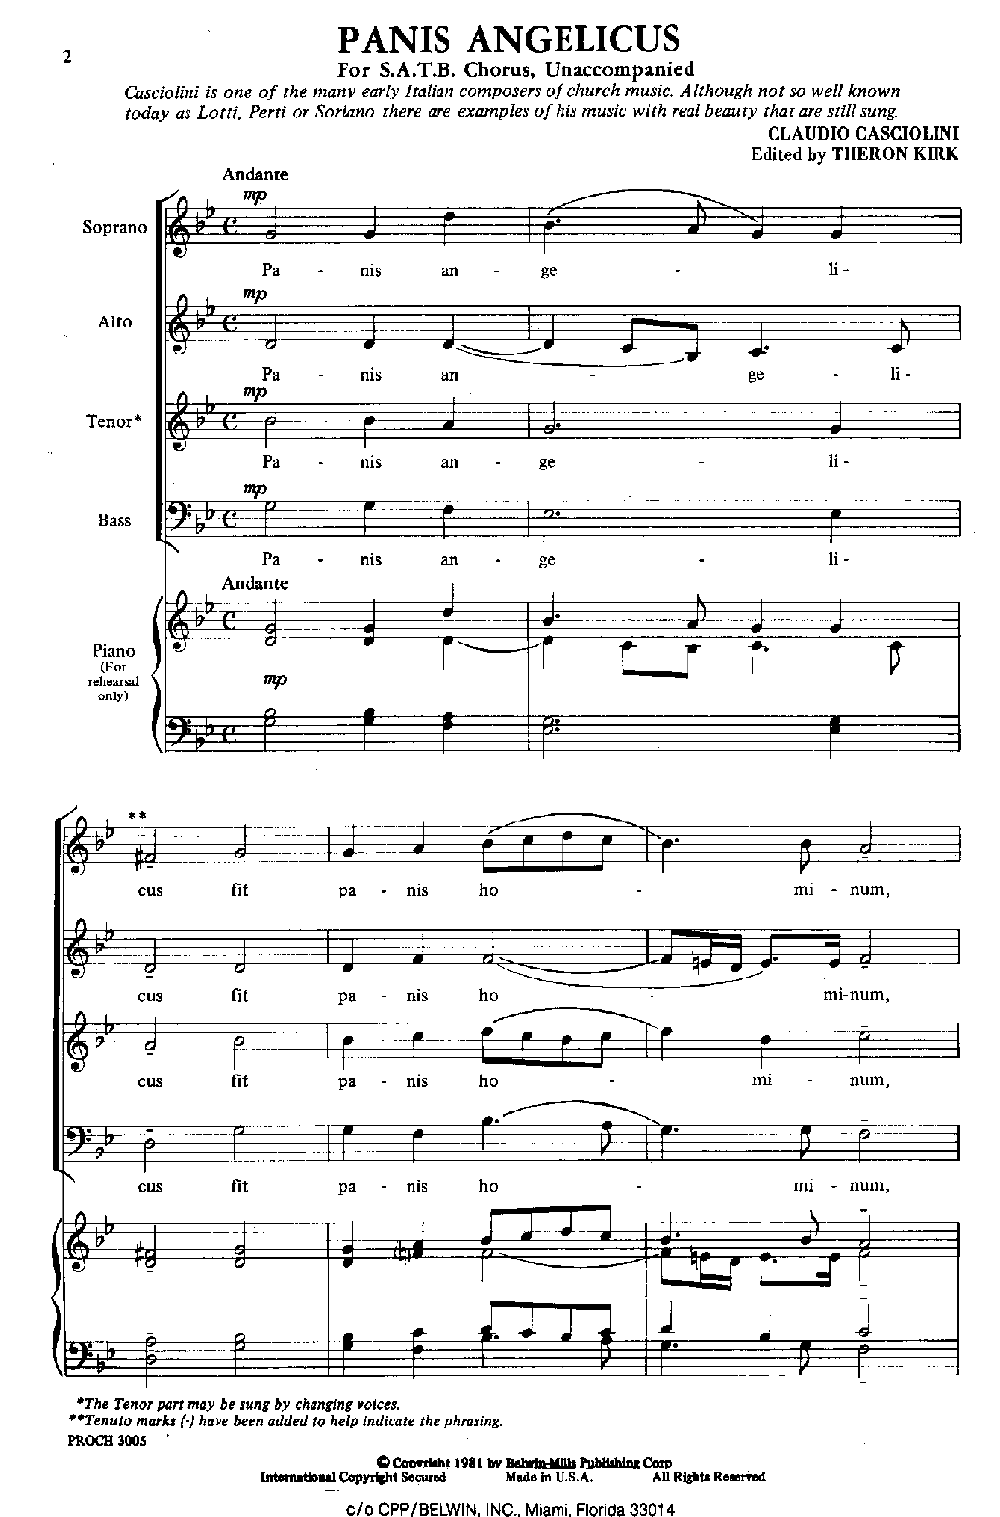 2
PANIS ANGELICUS
For S.A.T.B. Chorus, Unaccompanied
Casciolini is one of the many early Italian composers of church music. Although not so well known
today as Lotti, Perti or Soriano there are examples of his music with real beauty that are still sung.
CLAUDIO CASCIOLINI
Edited by THERON KIRK
Andante
mp
Soprano
Pa - nis an - ge - li-
mp
Alto
Pa - nis an - ge - li-
mp
Tenor*
Pa - nis an - ge - li-
mp
Bass
Pa - nis an - ge - li-
Andante
Piano
(For
rehearsal
only)
mp
**
cus fit pa - nis ho - mi - num,
cus fit pa - nis ho - mi-num,
cus fit pa - nis ho - mi - num,
cus fit pa - nis ho - mi - num,
*The Tenor part may be sung by changing voices.
**Tenuto marks (-) have been added to help indicate the phrasing.
PROCH 3005
© Copyright 1981 by Belwin-Mills Publishing Corp
International Copyright Secured Made in U.S.A. All Rights Reserved
c/o CPP/BELWIN, INC., Miami, Florida 33014